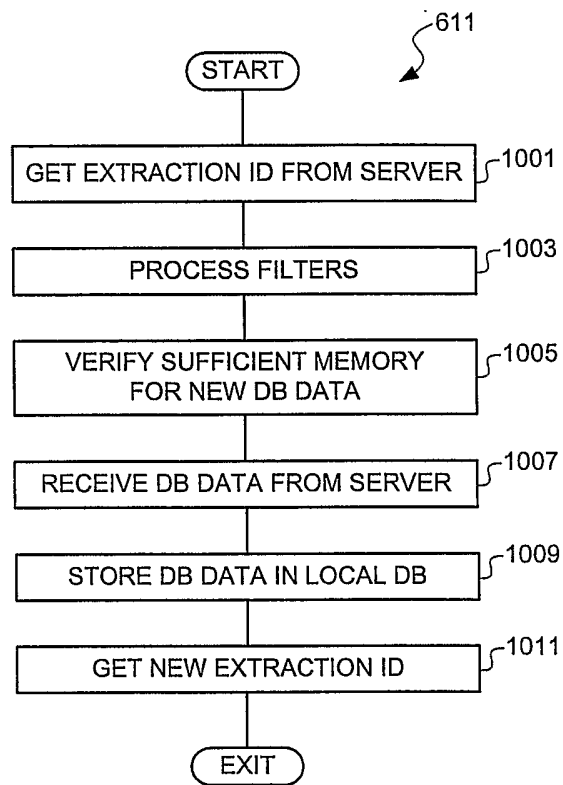 611
START
GET EXTRACTION ID FROM SERVER
1001
PROCESS FILTERS
1003
VERIFY SUFFICIENT MEMORY
FOR NEW DB DATA
1005
RECEIVE DB DATA FROM SERVER
1007
STORE DB DATA IN LOCAL DB
1009
GET NEW EXTRACTION ID
1011
EXIT